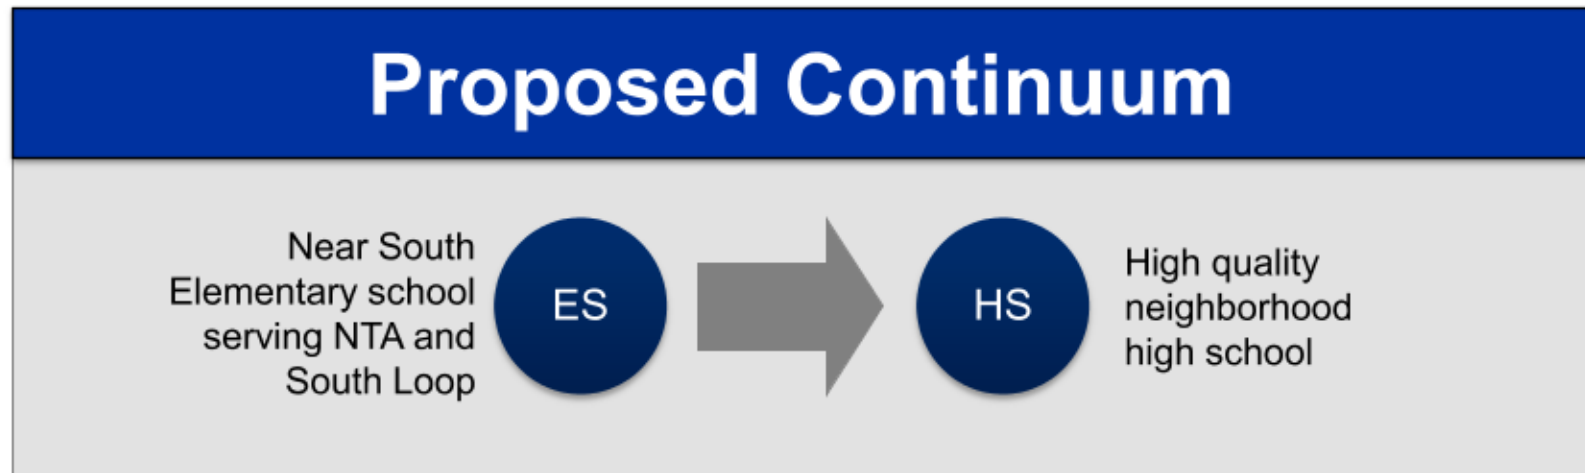 Proposed Continuum
Near South
Elementary school
serving NTA and
South Loop
ES
HS
High quality
neighborhood
high school